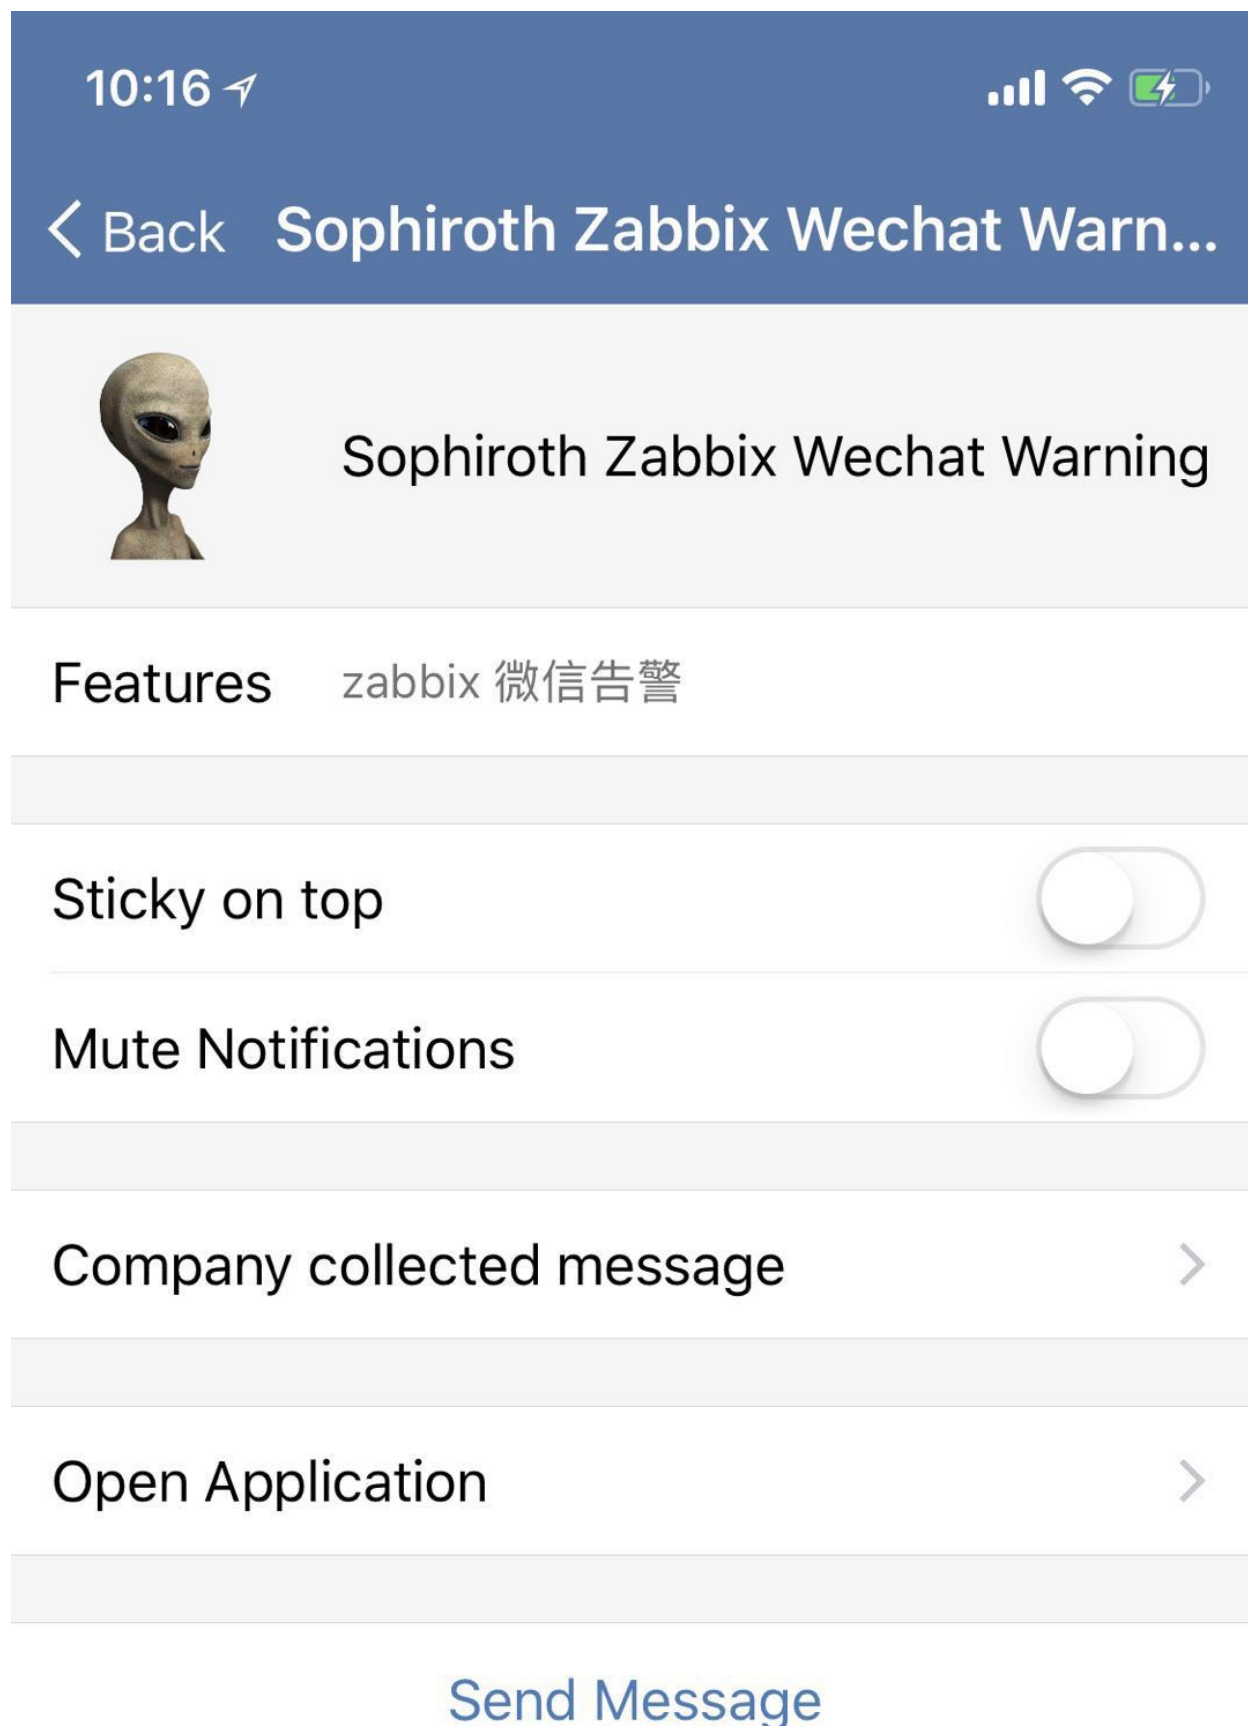 10:16
Back Sophiroth Zabbix Wechat Warn...
Sophiroth Zabbix Wechat Warning
Features zabbix 微信告警
Sticky on top
Mute Notifications
Company collected message
Open Application
Send Message